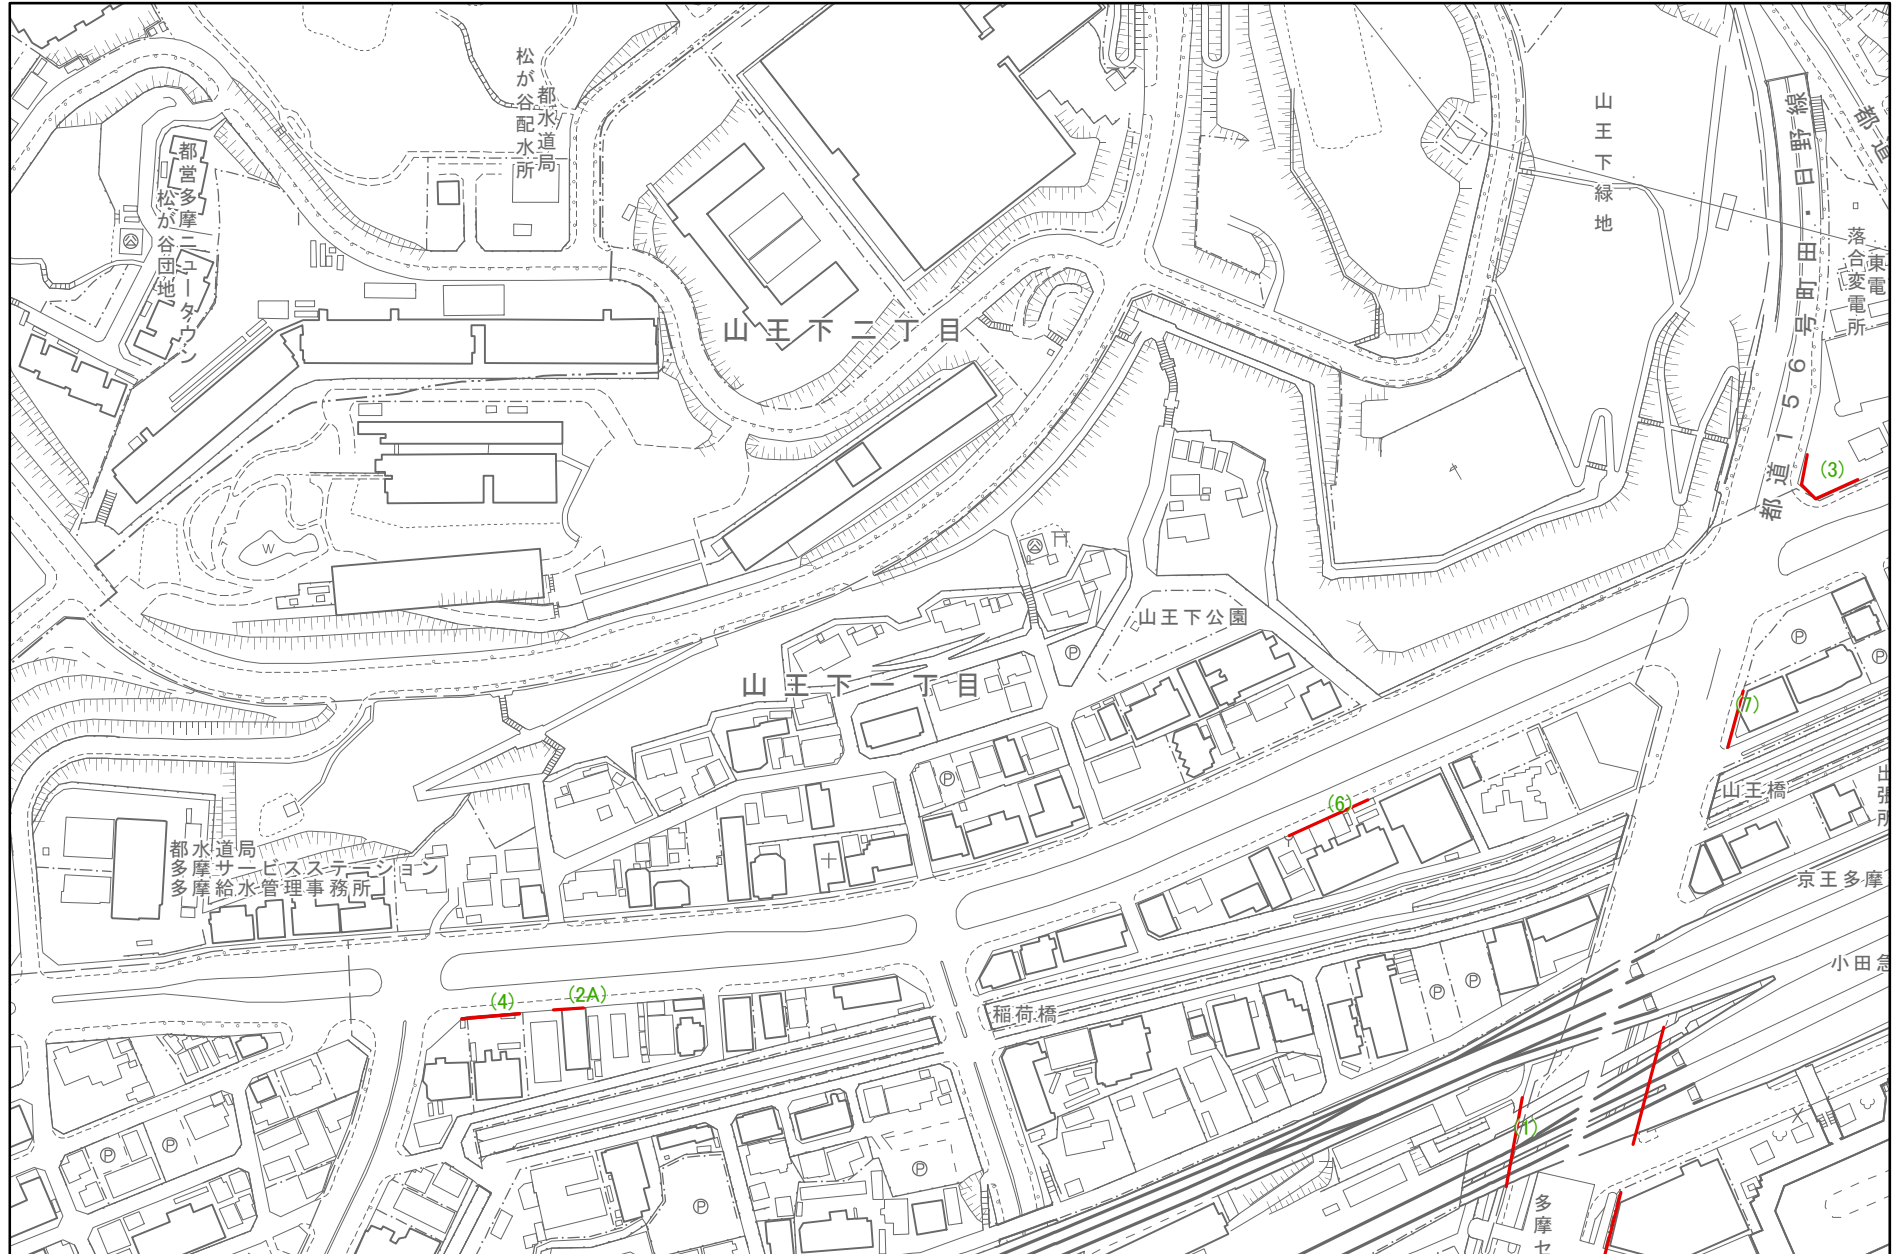 松が谷配水所
都水道局
都営多摩ニュータウン
松が谷団地
山王下緑地
都道
都道156号町田・日野線
落合変電所
東電
山王下二丁目
(3)
W
山王下公園
Ⓟ
Ⓟ
Ⓟ
山王下一丁目
(7)
山王橋
出張所
Ⓟ
(6)
都水道局
多摩サービスステーション
多摩給水管理事務所
京王多摩
小田急
(4)
(2A)
稲荷橋
Ⓟ
Ⓟ
(1)
Ⓟ
Ⓟ
Ⓟ
Ⓟ
多摩セ